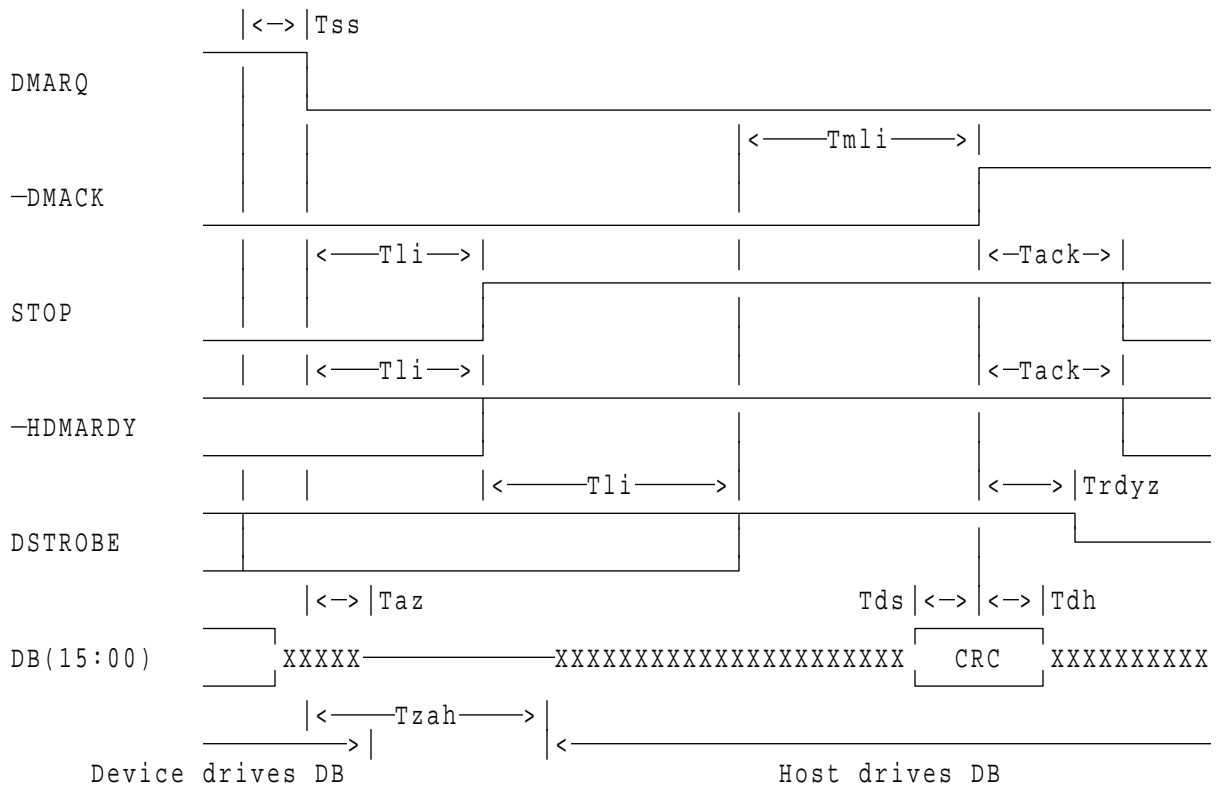 Tss
DMARQ
Tmli
—DMACK
Tli Tack
STOP
Tli Tack
—HDMARDY
Tli Trdyz
DSTROBE
Taz Tds Tdh
DB(15:00) XXXXX XXXXXXXXXXXXXXXXXXXXXX CRC XXXXXXXXXX
Tzah
Device drives DB Host drives DB